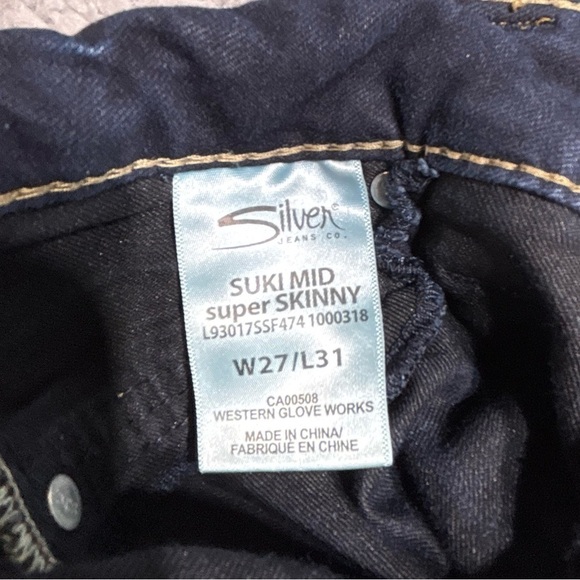 Silver®
JEANS CO.
SUKI MID
super SKINNY
L93017SSF474 1000318
W27/L31
CA00508
WESTERN GLOVE WORKS
MADE IN CHINA/
FABRIQUÉ EN CHINE